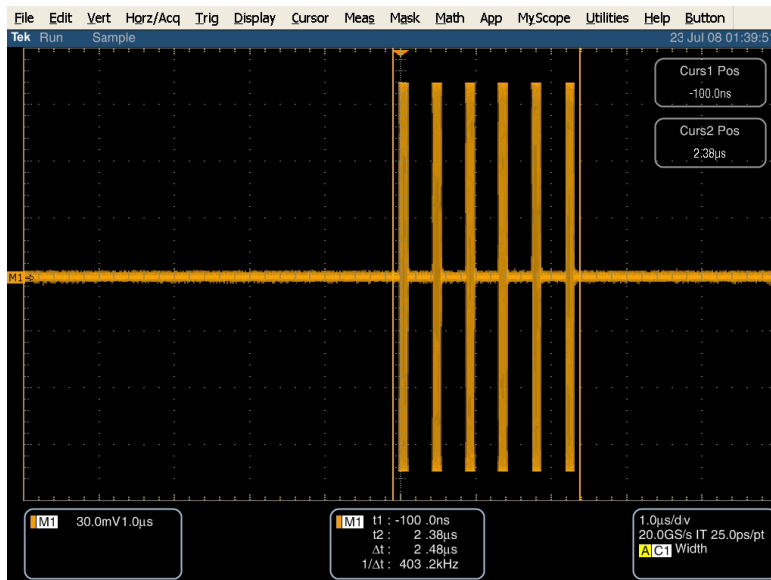 File Edit Vert Horz/Acq Trig Display Cursor Meas Mask Math App MyScope Utilities Help Button
Tek Run Sample 23 Jul 08 01:39:5
Curs1 Pos
-100.0ns
Curs2 Pos
2.38µs
M1
M1 30.0mV 1.0µs
M1 t1 : -100 .0ns
t2 : 2 .38µs
Δt : 2 .48µs
1/Δt : 403 .2kHz
1.0µs/div
20.0GS/s IT 25.0ps/pt
A C1 Width